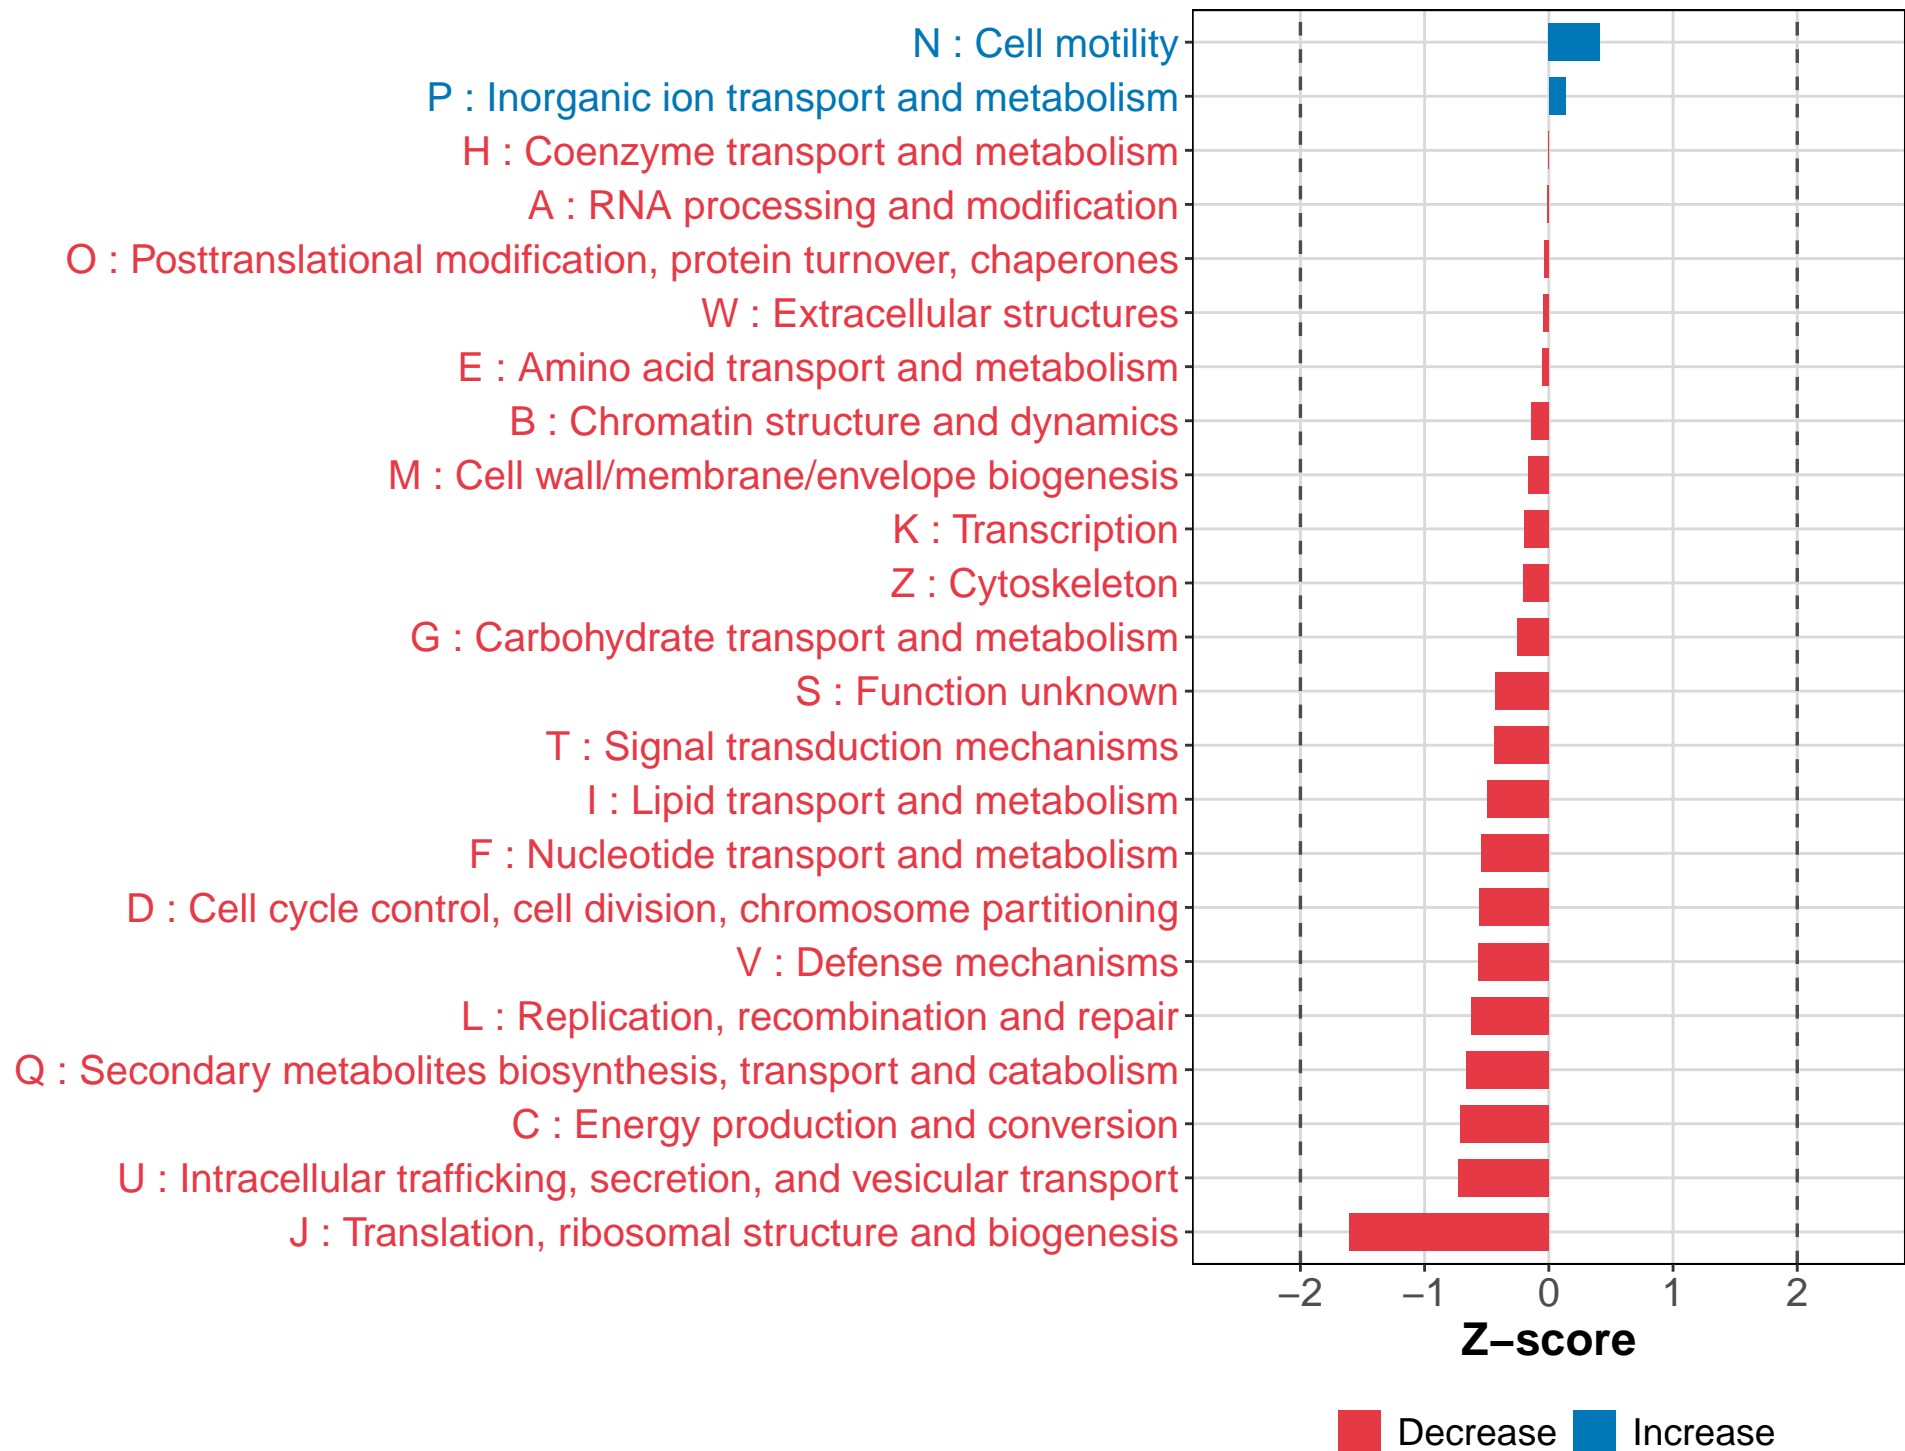 N : Cell motility
P : Inorganic ion transport and metabolism
H : Coenzyme transport and metabolism
A : RNA processing and modification
O : Posttranslational modification, protein turnover, chaperones
W : Extracellular structures
E : Amino acid transport and metabolism
B : Chromatin structure and dynamics
M : Cell wall/membrane/envelope biogenesis
K : Transcription
Z : Cytoskeleton
G : Carbohydrate transport and metabolism
S : Function unknown
T : Signal transduction mechanisms
I : Lipid transport and metabolism
F : Nucleotide transport and metabolism
D : Cell cycle control, cell division, chromosome partitioning
V : Defense mechanisms
L : Replication, recombination and repair
Q : Secondary metabolites biosynthesis, transport and catabolism
C : Energy production and conversion
U : Intracellular trafficking, secretion, and vesicular transport
J : Translation, ribosomal structure and biogenesis
−2 −1 0 1 2
Z−score
Decrease Increase